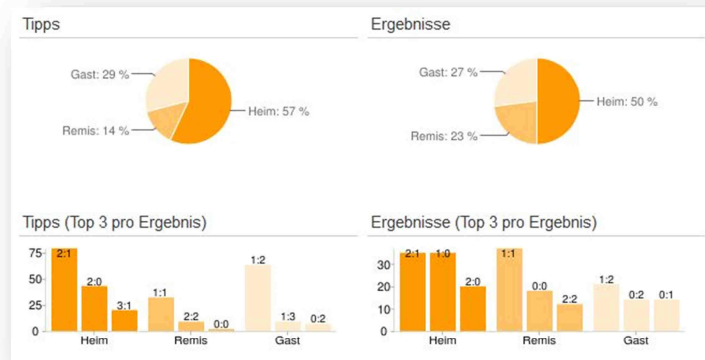 Tipps
Gast: 29 %
Heim: 57 %
Remis: 14 %
Ergebnisse
Gast: 27 %
Heim: 50 %
Remis: 23 %
Tipps (Top 3 pro Ergebnis)
75
50
25
0
2:1
2:0
3:1
1:1
2:2
0:0
1:2
1:3
0:2
Heim
Remis
Gast
Ergebnisse (Top 3 pro Ergebnis)
30
20
10
0
2:1
1:0
2:0
1:1
0:0
2:2
1:2
0:2
0:1
Heim
Remis
Gast